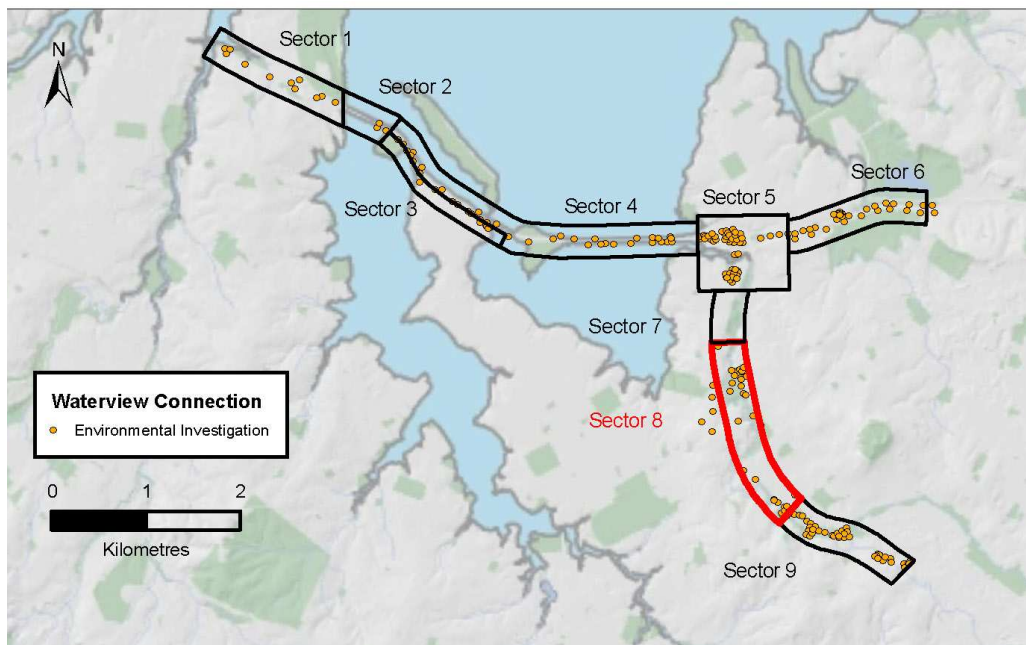 Sector 1
N
Sector 2
Sector 6
Sector 5
Sector 3
Sector 4
Sector 7
Waterview Connection
Environmental Investigation
Sector 8
0 1 2
Kilometres
Sector 9